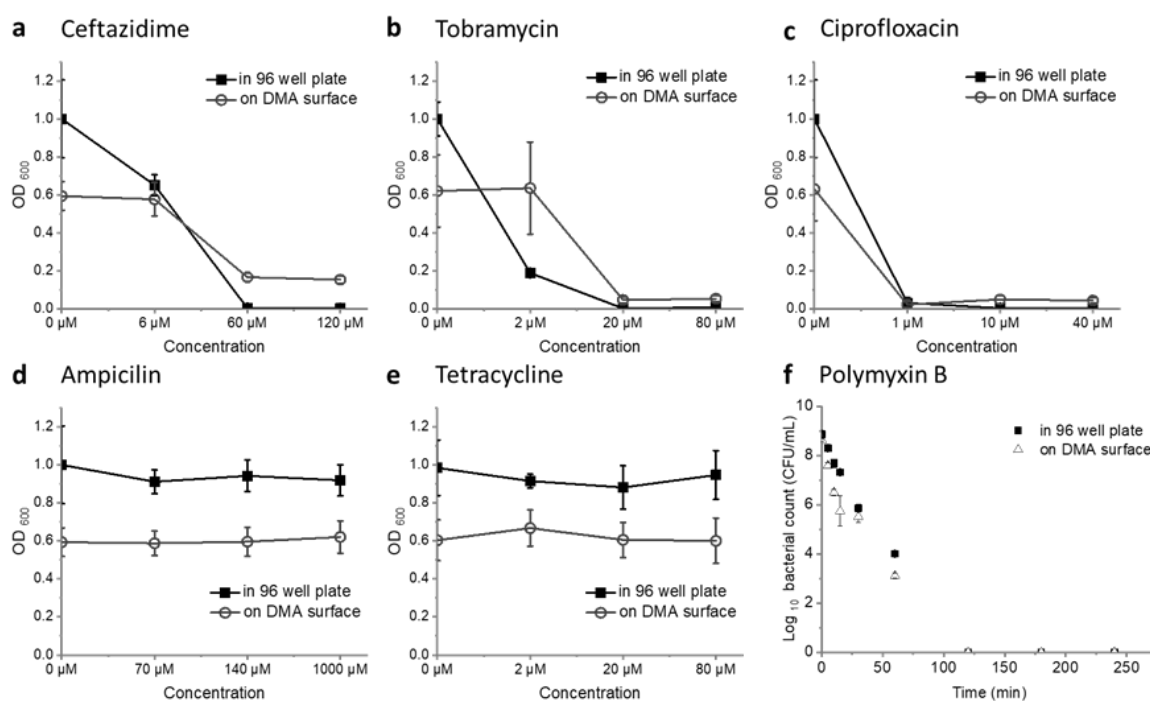 a Ceftazidime
1.2
1.0
0.8
0.6
0.4
0.2
0.0
OD 600
in 96 well plate
on DMA surface
0 µM 6 µM 60 µM 120 µM
Concentration
b Tobramycin
1.2
1.0
0.8
0.6
0.4
0.2
0.0
OD 600
in 96 well plate
on DMA surface
0 µM 2 µM 20 µM 80 µM
Concentration
c Ciprofloxacin
1.2
1.0
0.8
0.6
0.4
0.2
0.0
OD 600
in 96 well plate
on DMA surface
0 µM 1 µM 10 µM 40 µM
Concentration
d Ampicilin
1.2
1.0
0.8
0.6
0.4
0.2
0.0
OD 600
in 96 well plate
on DMA surface
0 µM 70 µM 140 µM 1000 µM
Concentration
e Tetracycline
1.2
1.0
0.8
0.6
0.4
0.2
0.0
OD 600
in 96 well plate
on DMA surface
0 µM 2 µM 20 µM 80 µM
Concentration
f Polymyxin B
10
8
6
4
2
0
Log 10 bacterial count (CFU/mL)
in 96 well plate
on DMA surface
0 50 100 150 200 250
Time (min)